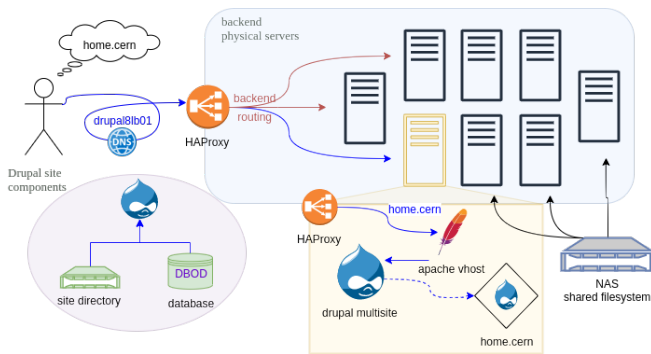 backend
physical servers
home.cern
drupal8lb01
DNS
HAProxy
backend
routing
Drupal site
components
DBOD
site directory
database
HAProxy
home.cern
apache vhost
drupal multisite
home.cern
NAS
shared filesystem